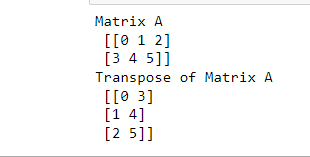 Matrix A
[[0 1 2]
[3 4 5]]
Transpose of Matrix A
[[0 3]
[1 4]
[2 5]]